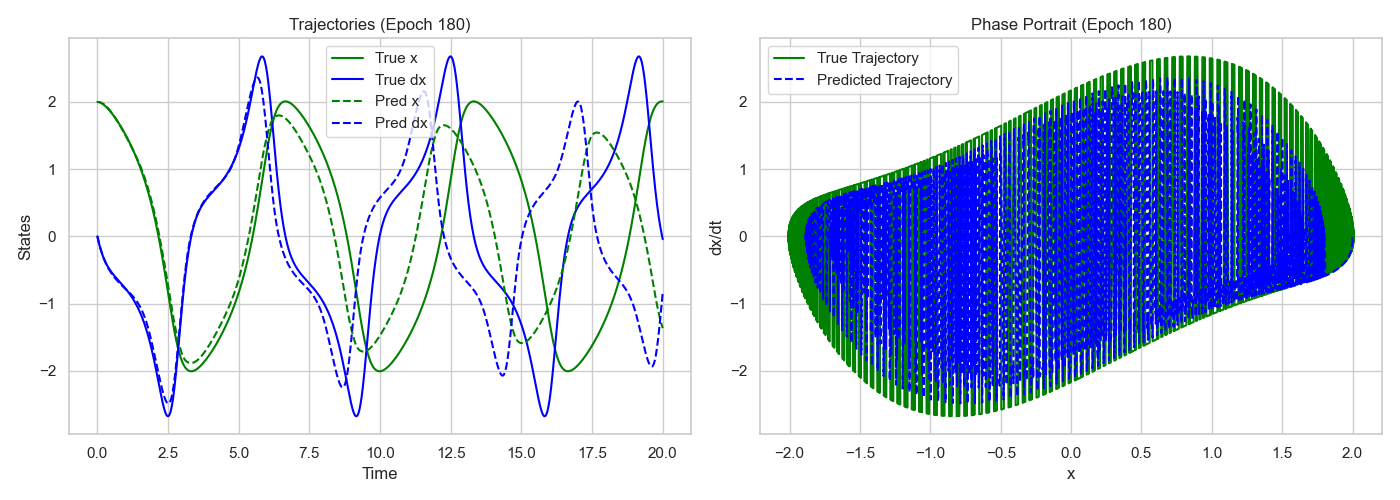 Trajectories (Epoch 180)
True x
True dx
Pred x
Pred dx
States
2
1
0
−1
−2
0.0 2.5 5.0 7.5 10.0 12.5 15.0 17.5 20.0
Time
Phase Portrait (Epoch 180)
True Trajectory
Predicted Trajectory
dx/dt
2
1
0
−1
−2
−2.0 −1.5 −1.0 −0.5 0.0 0.5 1.0 1.5 2.0
x